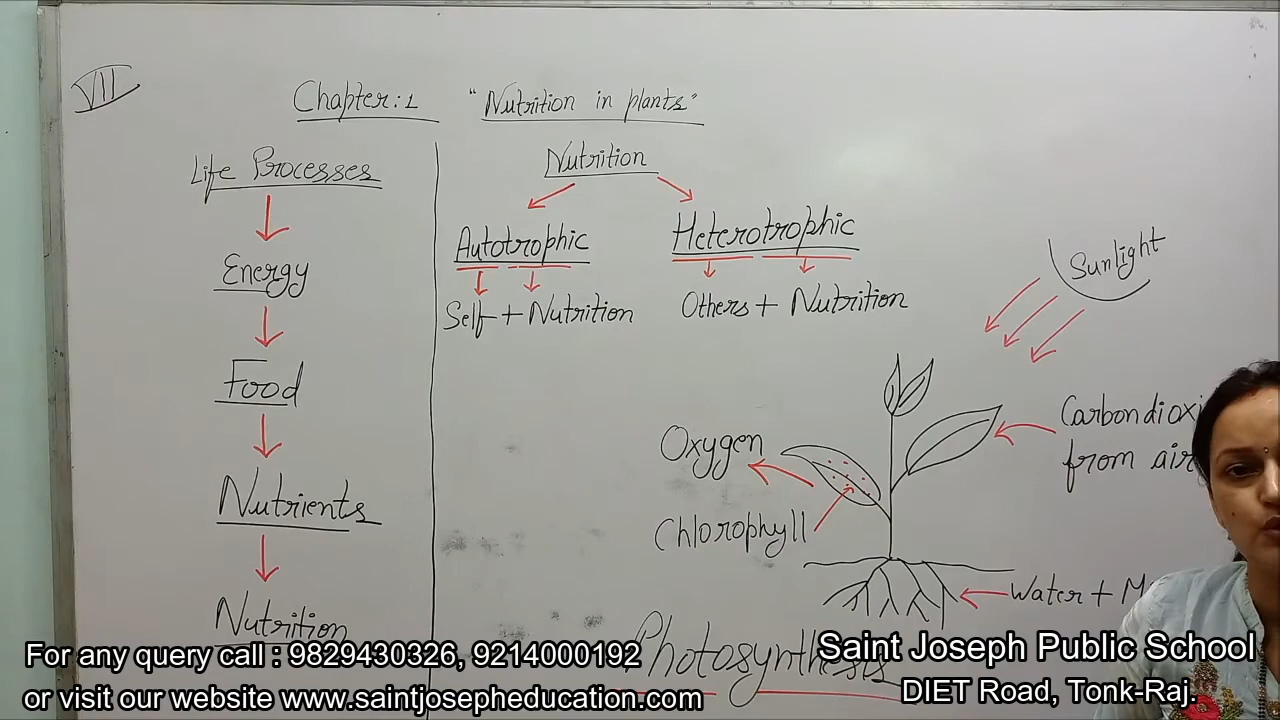 VII
Chapter:1 "Nutrition in plants"
Life Processes
Energy
Food
Nutrients
Nutrition
Nutrition
Autotrophic
Self + Nutrition
Heterotrophic
Others + Nutrition
Sunlight
Carbondioxi
from air
Oxygen
Chlorophyll
Water + M
Photosynthesis
For any query call : 9829430326, 9214000192
or visit our website www.saintjosepheducation.com
Saint Joseph Public School
DIET Road, Tonk-Raj.